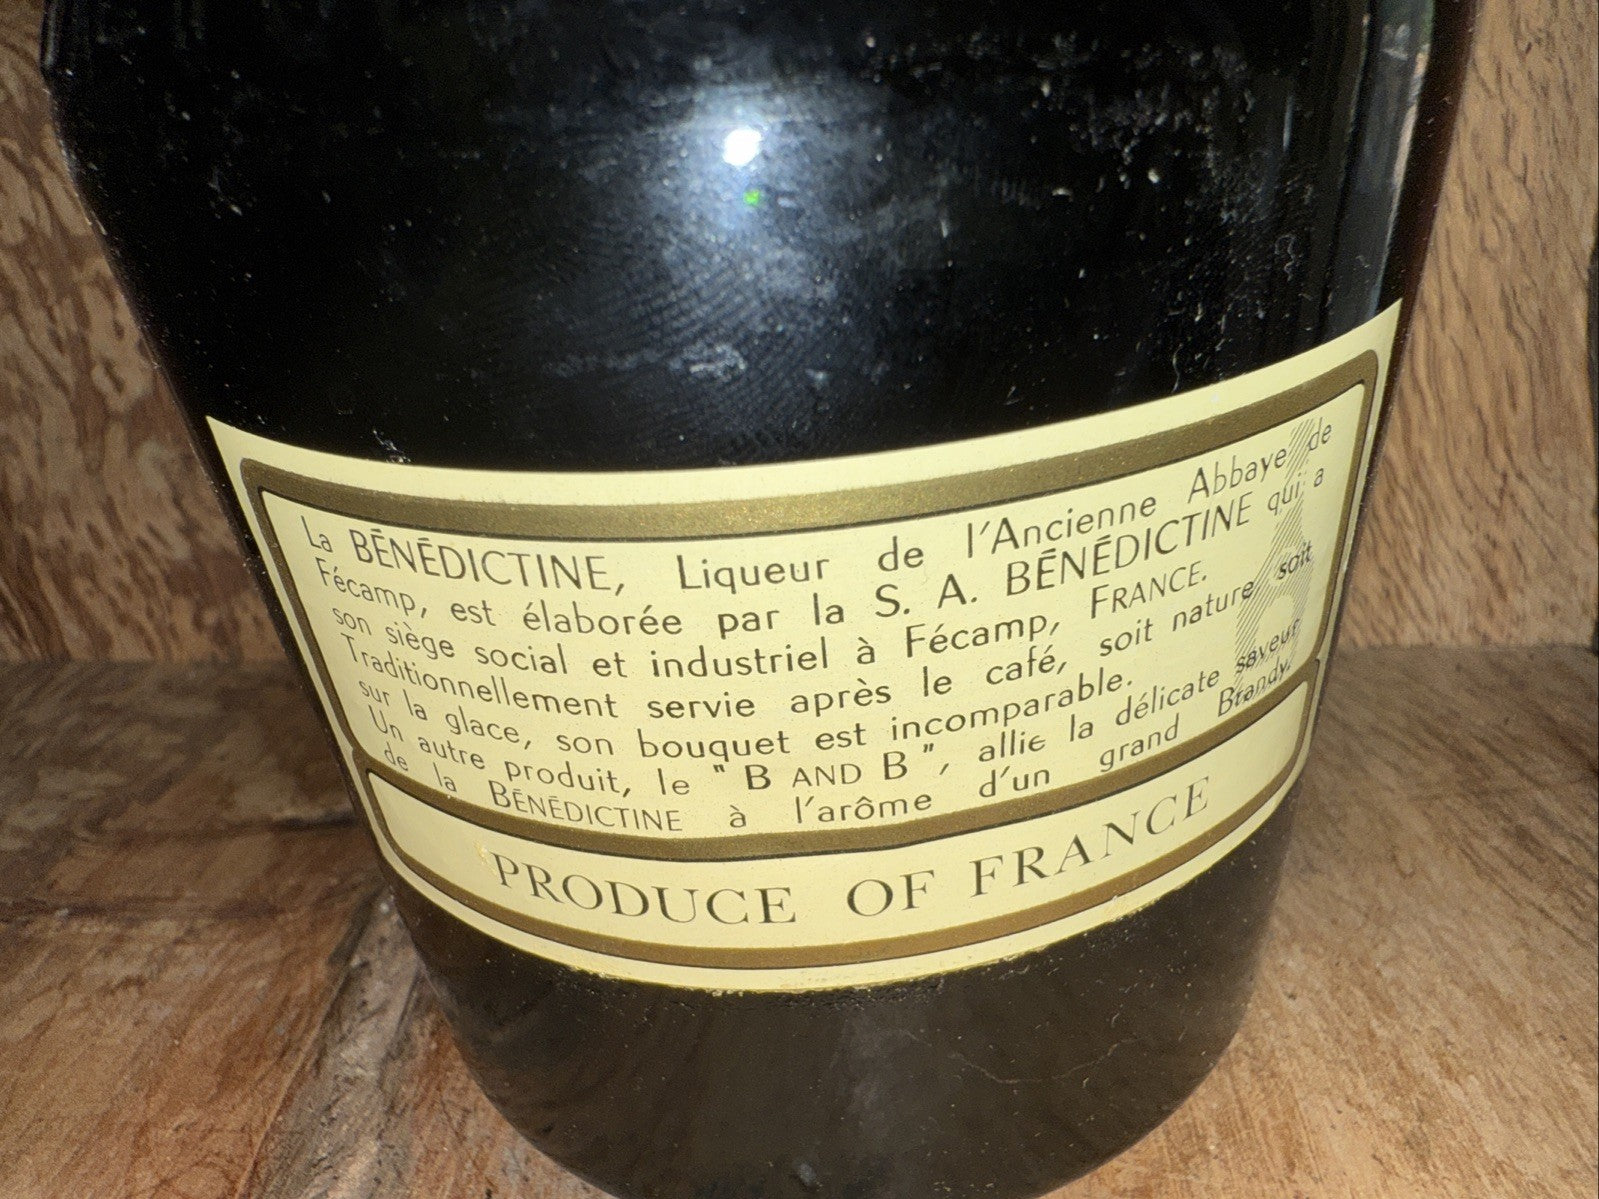 La BÉNÉDICTINE, Liqueur de l'Ancienne Abbaye de
Fécamp, est élaborée par la S. A. BÉNÉDICTINE qui a
son siège social et industriel à Fécamp, FRANCE.
Traditionnellement servie après le café, soit nature soit
sur la glace, son bouquet est incomparable.
Un autre produit, le "B AND B", allie la délicate saveur
de la BÉNÉDICTINE à l'arôme d'un grand Brandy.
PRODUCE OF FRANCE